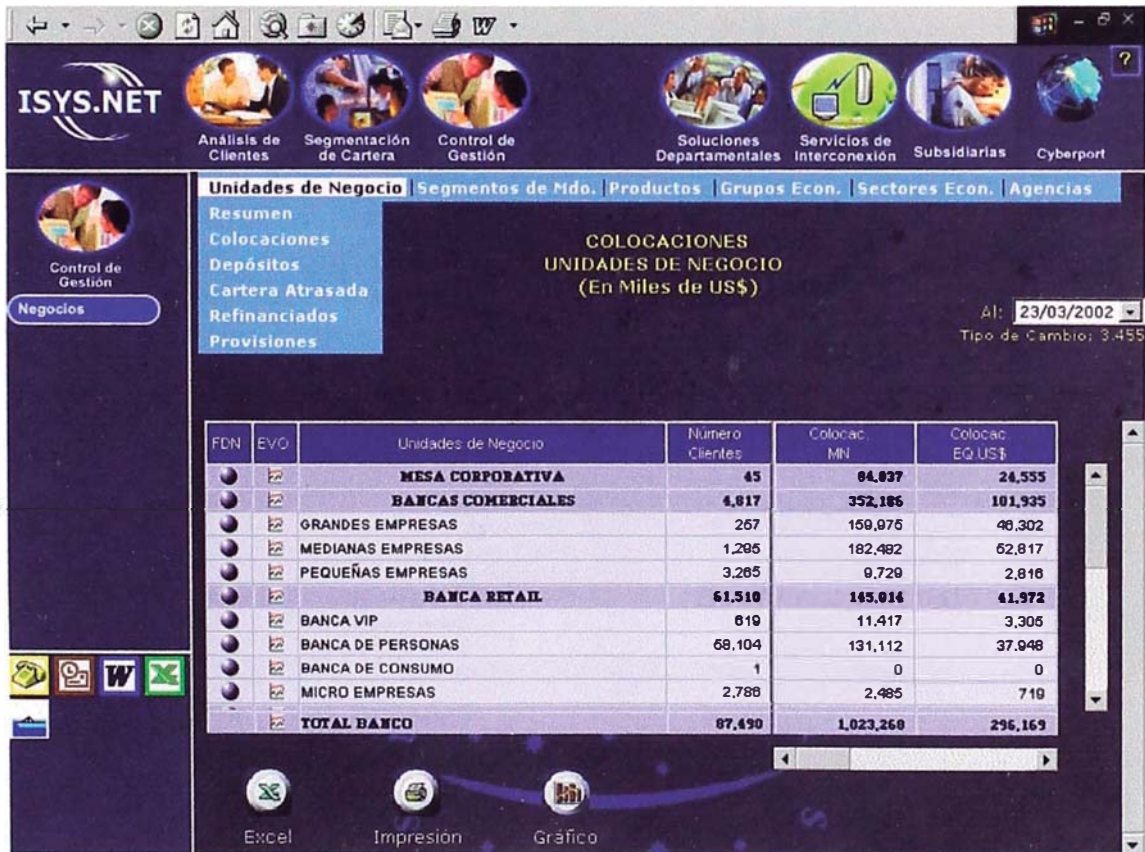 ISYS.NET
Análisis de Clientes
Segmentación de Cartera
Control de Gestión
Soluciones Departamentales
Servicios de Interconexión
Subsidiarias
Cyberport
?
Control de Gestión
Negocios
Unidades de Negocio | Segmentos de Mdo. | Productos | Grupos Econ. | Sectores Econ. | Agencias
Resumen
Colocaciones
Depósitos
Cartera Atrasada
Refinanciados
Provisiones
COLOCACIONES
UNIDADES DE NEGOCIO
(En Miles de US$)
Al: 23/03/2002
Tipo de Cambio: 3.455
FDN EVO Unidades de Negocio Número Clientes Colocac. MN Colocac. EQ.US$
MESA CORPORATIVA 45 84,837 24,555
BANCAS COMERCIALES 4,817 352,186 101,935
GRANDES EMPRESAS 257 159,975 46,302
MEDIANAS EMPRESAS 1,295 182,482 52,817
PEQUEÑAS EMPRESAS 3,265 9,729 2,816
BANCA RETAIL 61,510 145,014 41,972
BANCA VIP 619 11,417 3,305
BANCA DE PERSONAS 58,104 131,112 37,948
BANCA DE CONSUMO 1 0 0
MICRO EMPRESAS 2,786 2,485 719
TOTAL BANCO 87,490 1,023,268 296,169
Excel
Impresión
Gráfico